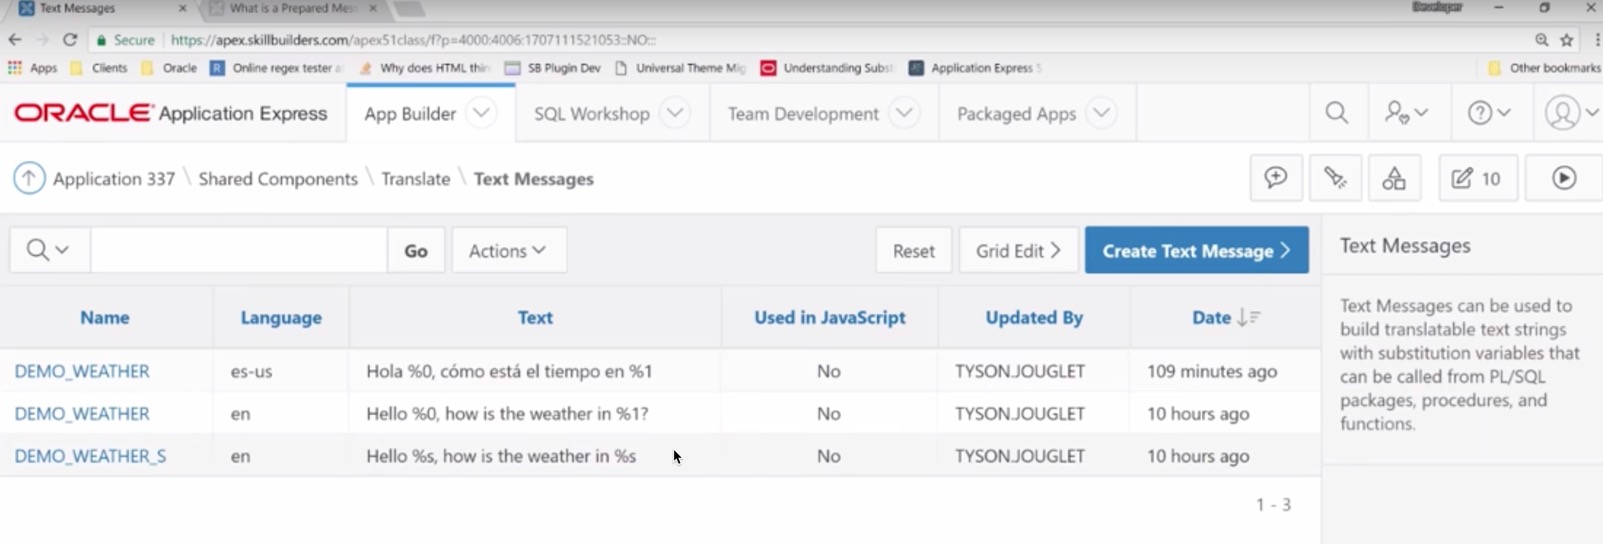 Text Messages
What is a Prepared Mes
Developer
Secure https://apex.skillbuilders.com/apex51class/f?p=4000:4006:1707111521053::NO:::
Apps Clients Oracle Online regex tester a Why does HTML thin SB Plugin Dev Universal Theme Mig Understanding Subst Application Express 5 Other bookmarks
ORACLE Application Express App Builder SQL Workshop Team Development Packaged Apps
Application 337 \ Shared Components \ Translate \ Text Messages 10
Go Actions Reset Grid Edit Create Text Message
Name Language Text Used in JavaScript Updated By Date
DEMO_WEATHER es-us Hola %0, cómo está el tiempo en %1 No TYSON.JOUGLET 109 minutes ago
DEMO_WEATHER en Hello %0, how is the weather in %1? No TYSON.JOUGLET 10 hours ago
DEMO_WEATHER_S en Hello %s, how is the weather in %s No TYSON.JOUGLET 10 hours ago
1 - 3
Text Messages
Text Messages can be used to
build translatable text strings
with substitution variables that
can be called from PL/SQL
packages, procedures, and
functions.